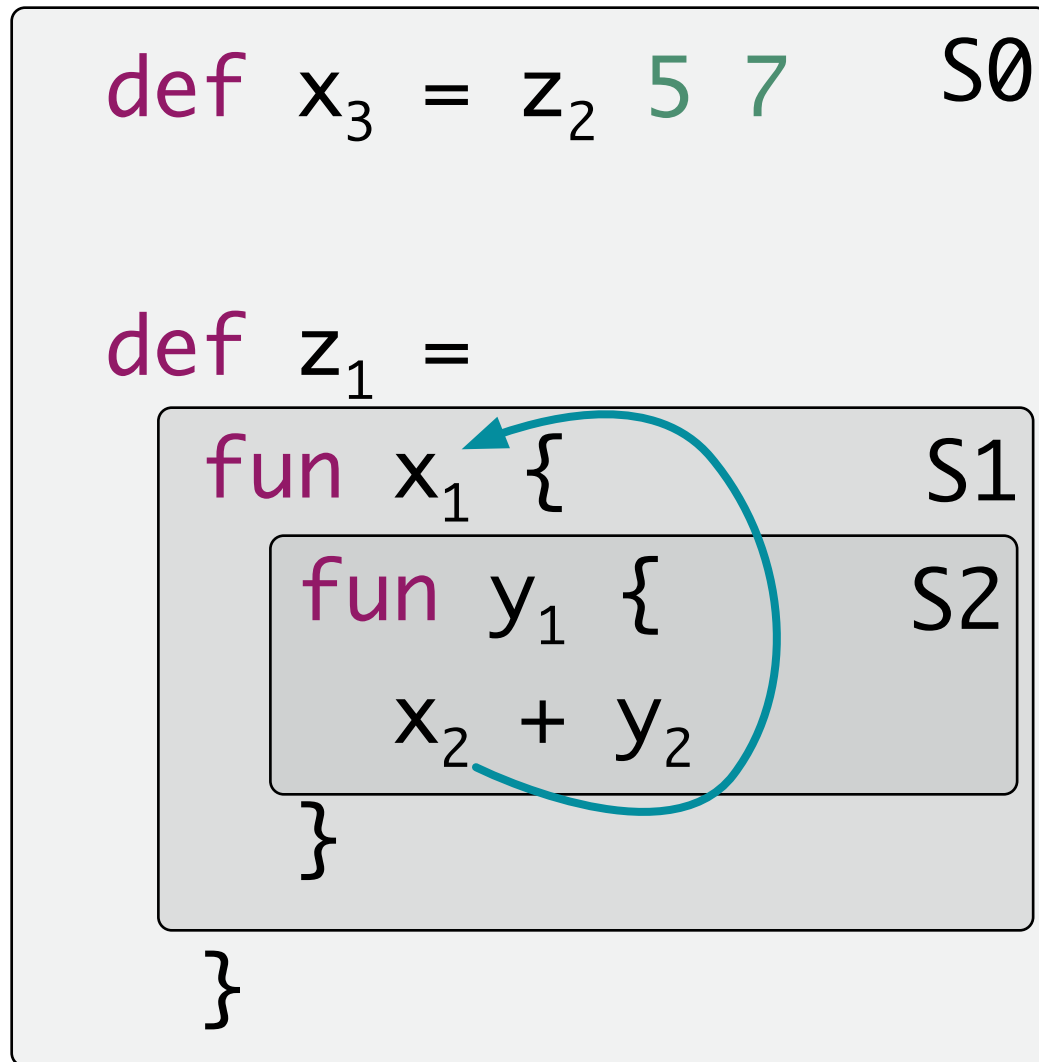 def x₃ = z₂ 5 7 S0
def z₁ =
fun x₁ { S1
fun y₁ { S2
x₂ + y₂
}
}